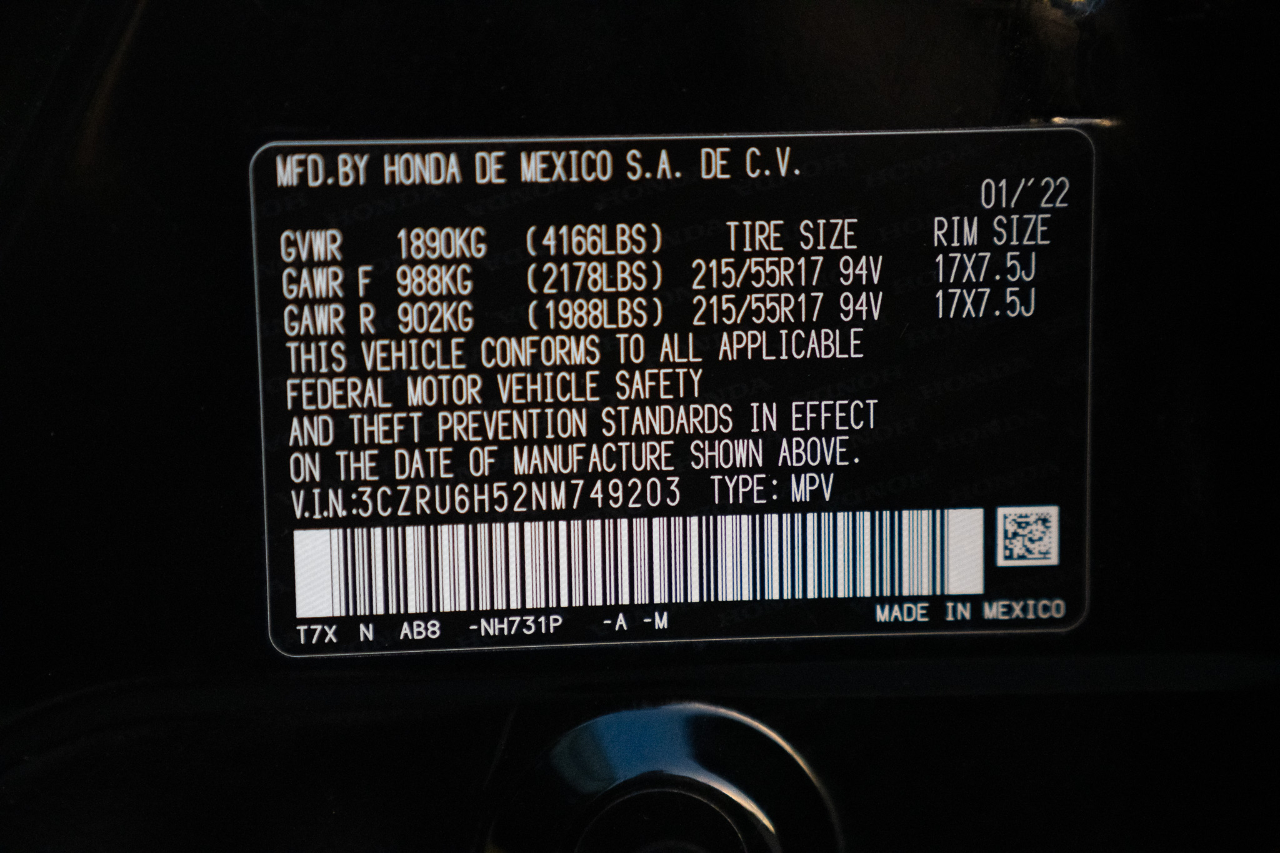 MFD.BY HONDA DE MEXICO S.A. DE C.V.
01/'22
GVWR 1890KG (4166LBS) TIRE SIZE RIM SIZE
GAWR F 988KG (2178LBS) 215/55R17 94V 17X7.5J
GAWR R 902KG (1988LBS) 215/55R17 94V 17X7.5J
THIS VEHICLE CONFORMS TO ALL APPLICABLE
FEDERAL MOTOR VEHICLE SAFETY
AND THEFT PREVENTION STANDARDS IN EFFECT
ON THE DATE OF MANUFACTURE SHOWN ABOVE.
V.I.N.:3CZRU6H52NM749203 TYPE: MPV
T7X N AB8 -NH731P -A -M MADE IN MEXICO